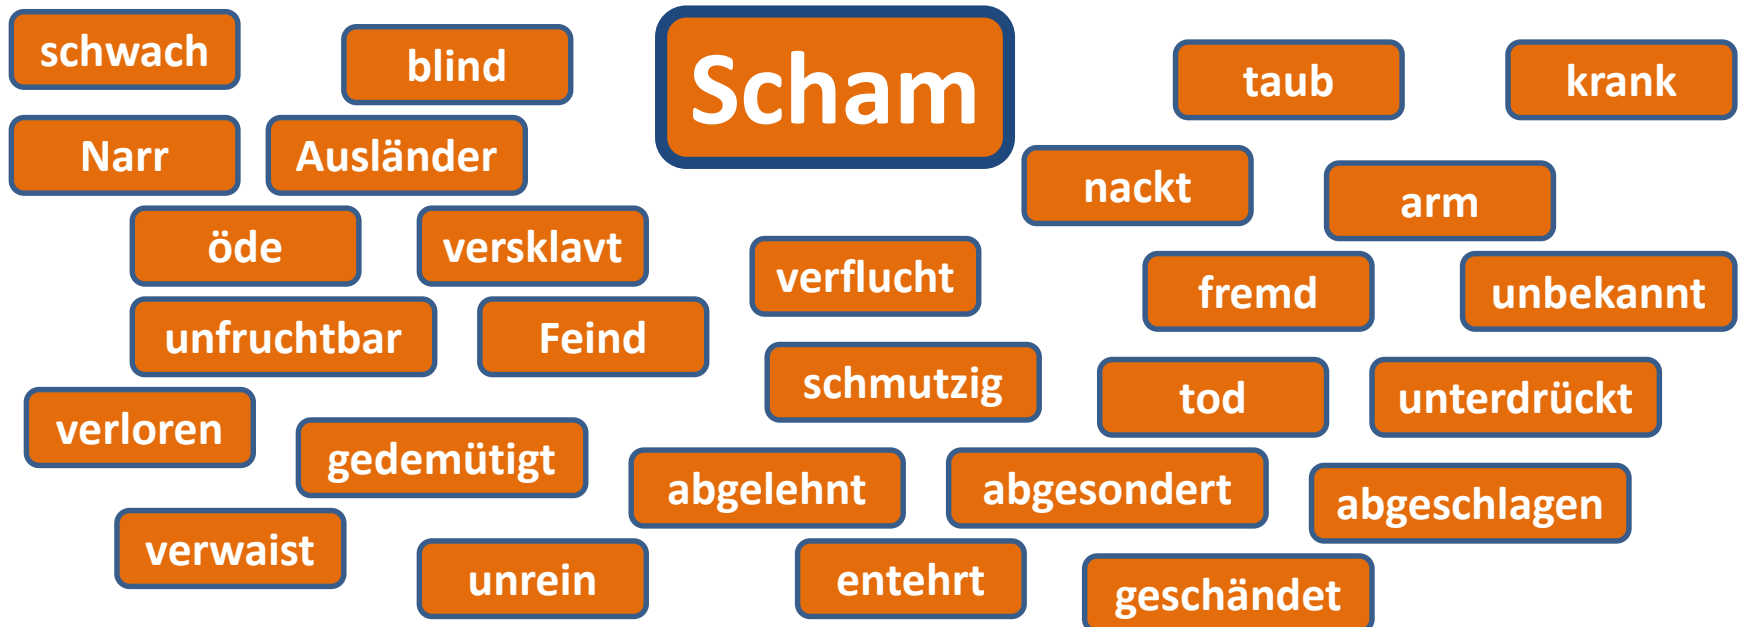 Scham
schwach
blind
taub
krank
Narr
Ausländer
nackt
arm
öde
versklavt
verflucht
fremd
unbekannt
unfruchtbar
Feind
schmutzig
tod
unterdrückt
verloren
gedemütigt
abgelehnt
abgesondert
abgeschlagen
verwaist
unrein
entehrt
geschändet